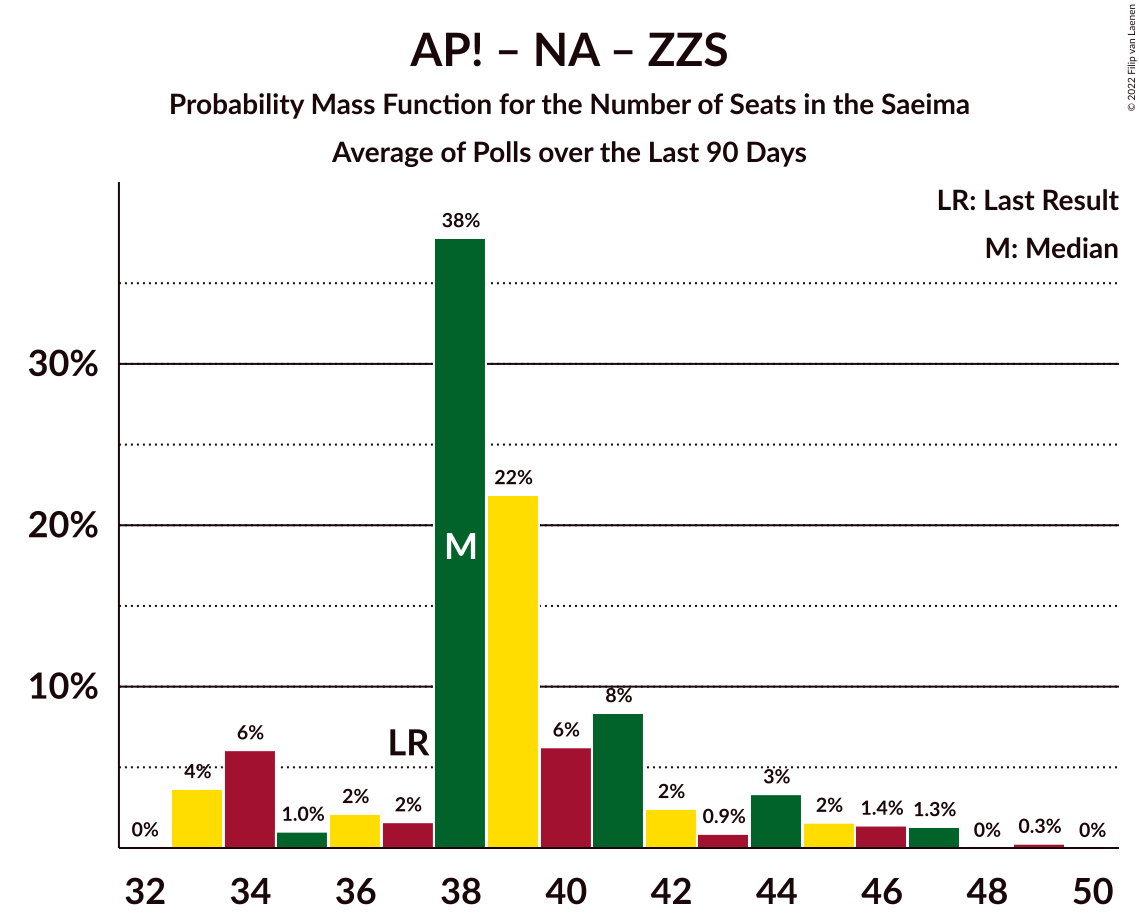 AP! – NA – ZZS
Probability Mass Function for the Number of Seats in the Saeima
Average of Polls over the Last 90 Days
© 2022 Filip van Laenen
LR: Last Result
M: Median
30%
20%
10%
0%
4%
6%
1.0%
2%
2%
LR
38%
M
22%
6%
8%
2%
0.9%
3%
2%
1.4%
1.3%
0%
0.3%
0%
32 34 36 38 40 42 44 46 48 50